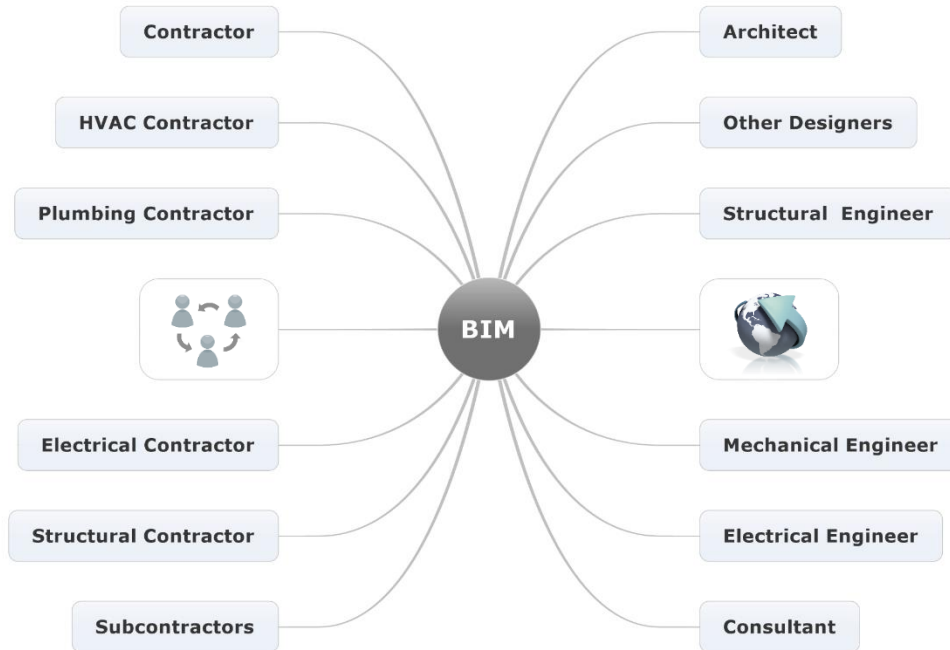 Contractor
HVAC Contractor
Plumbing Contractor
Electrical Contractor
Structural Contractor
Subcontractors
BIM
Architect
Other Designers
Structural  Engineer
Mechanical Engineer
Electrical Engineer
Consultant